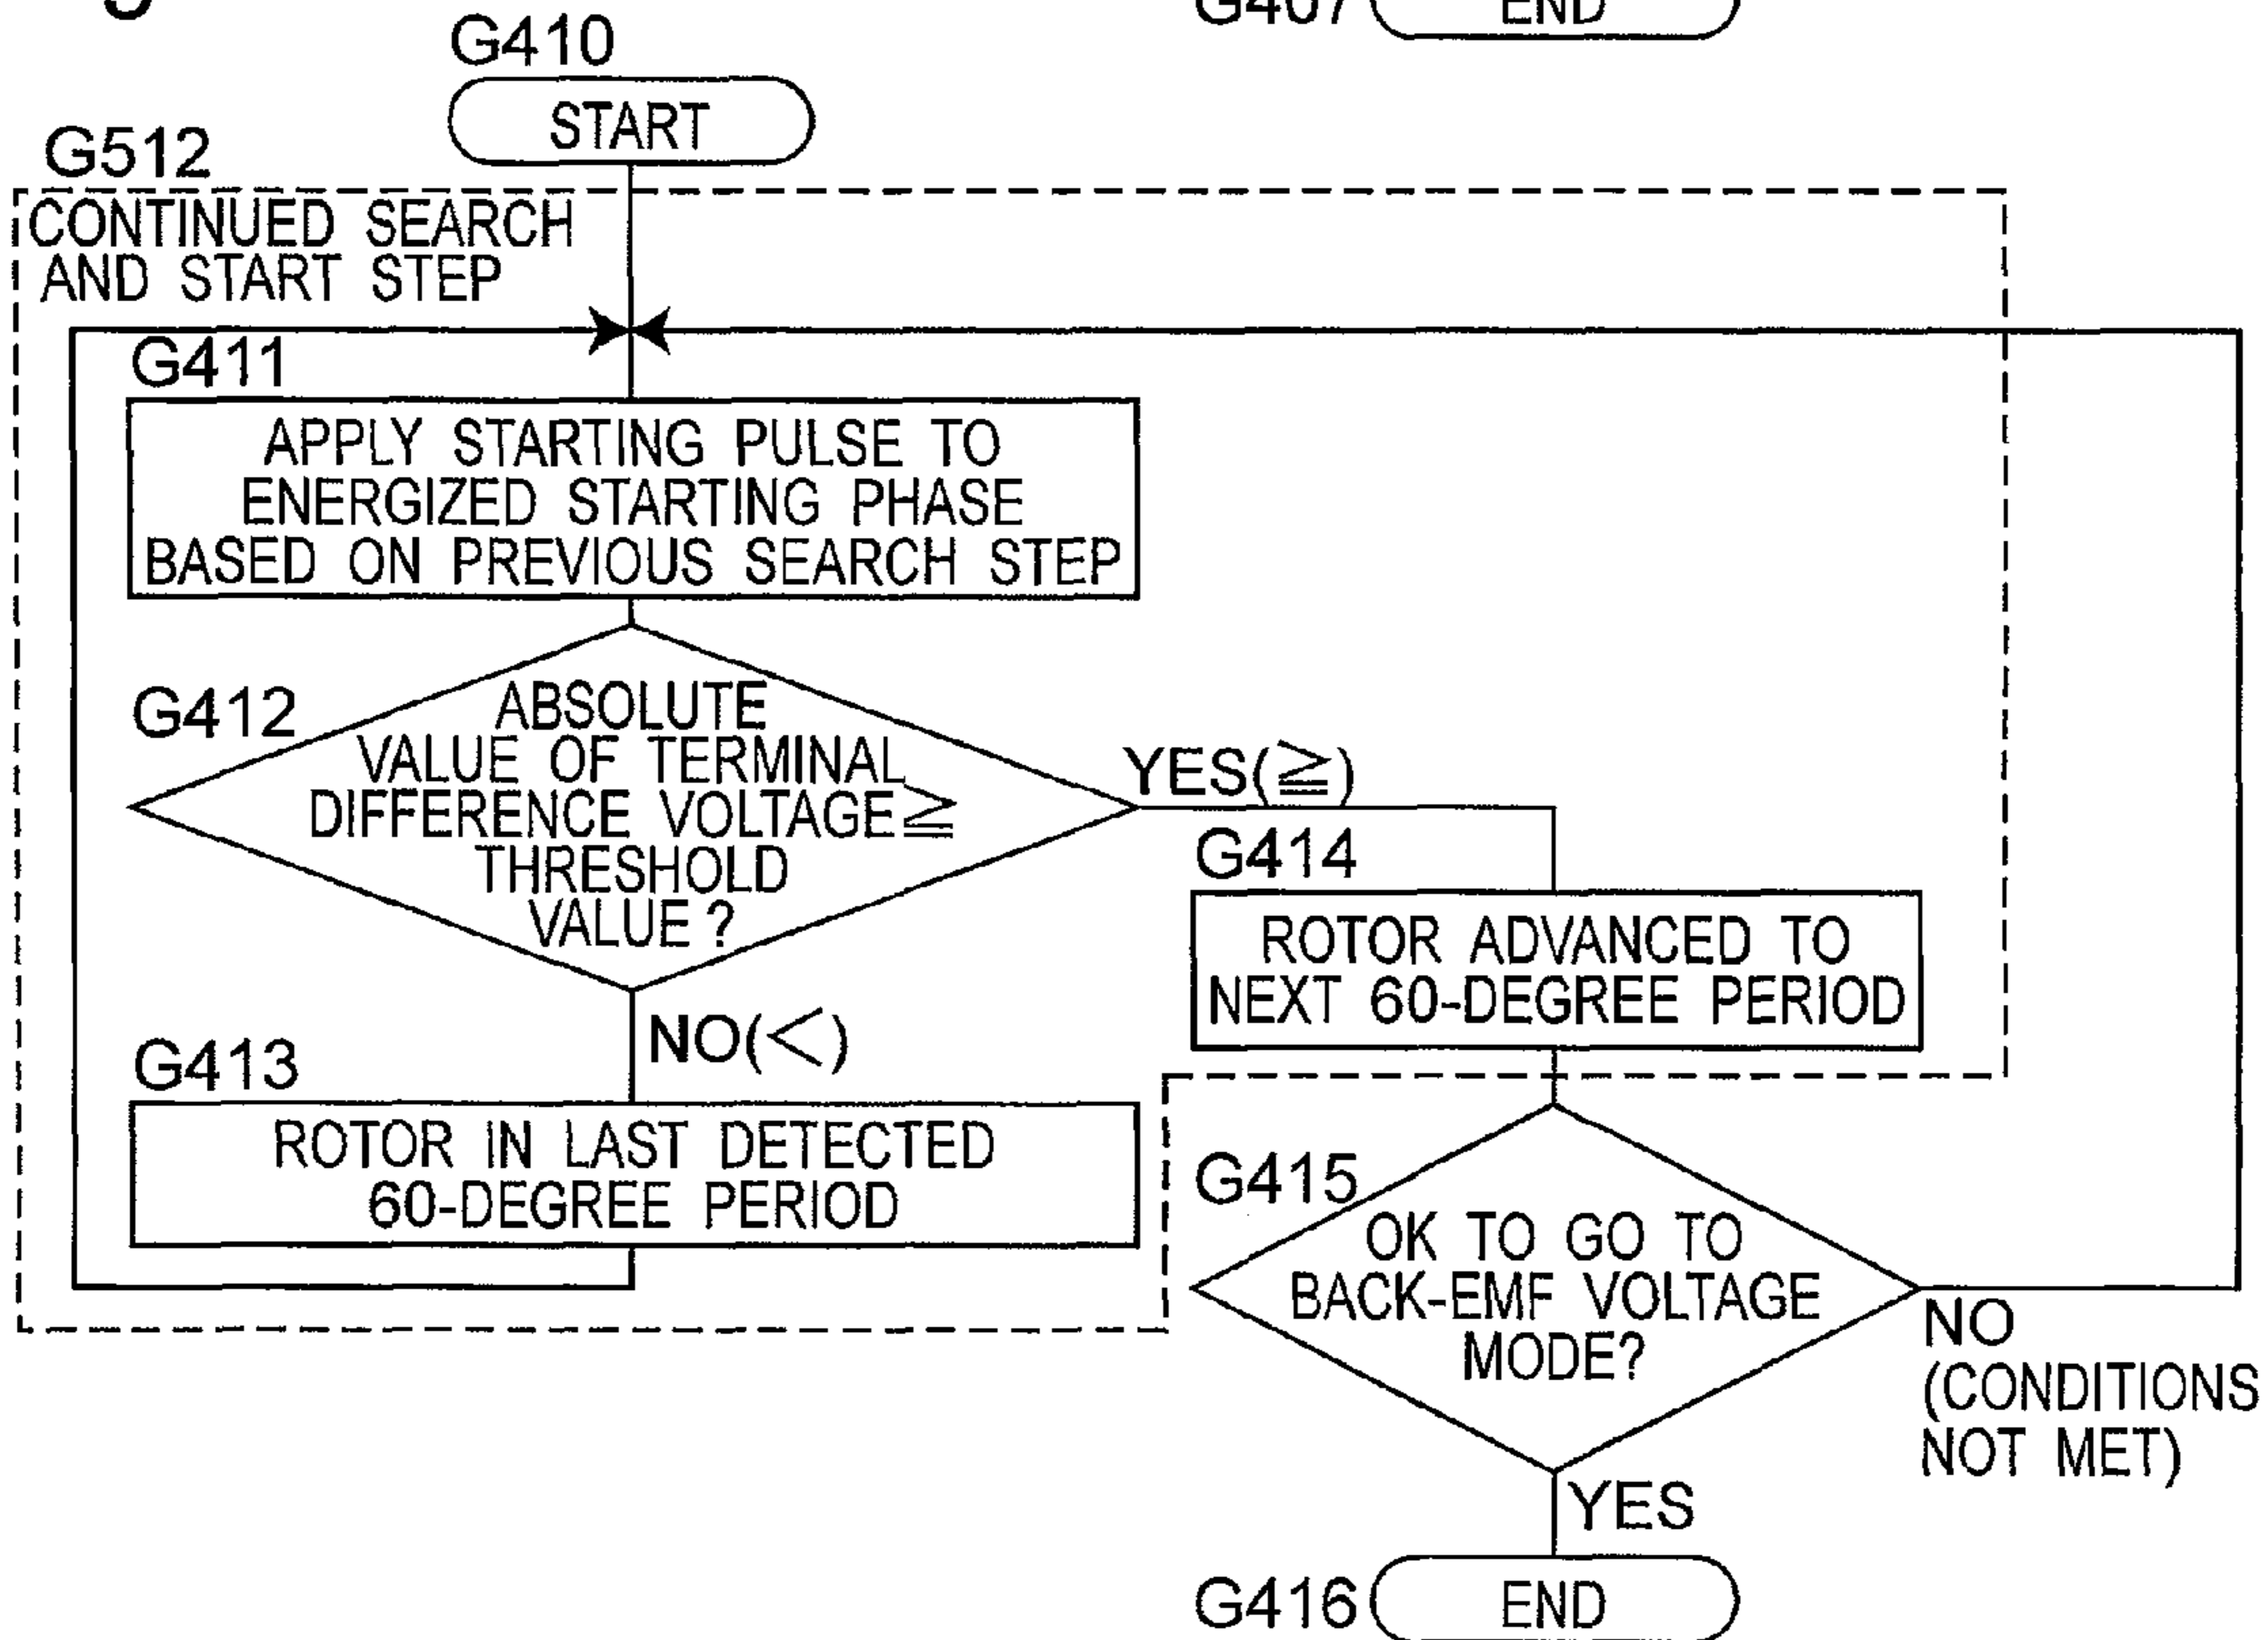 G407
END
G410
START
G512
CONTINUED SEARCH
AND START STEP
G411
APPLY STARTING PULSE TO
ENERGIZED STARTING PHASE
BASED ON PREVIOUS SEARCH STEP
G412
ABSOLUTE
VALUE OF TERMINAL
DIFFERENCE VOLTAGE≧
THRESHOLD
VALUE?
YES(≧)
G414
ROTOR ADVANCED TO
NEXT 60-DEGREE PERIOD
NO(<)
G413
ROTOR IN LAST DETECTED
60-DEGREE PERIOD
G415
OK TO GO TO
BACK-EMF VOLTAGE
MODE?
NO
(CONDITIONS
NOT MET)
YES
G416
END